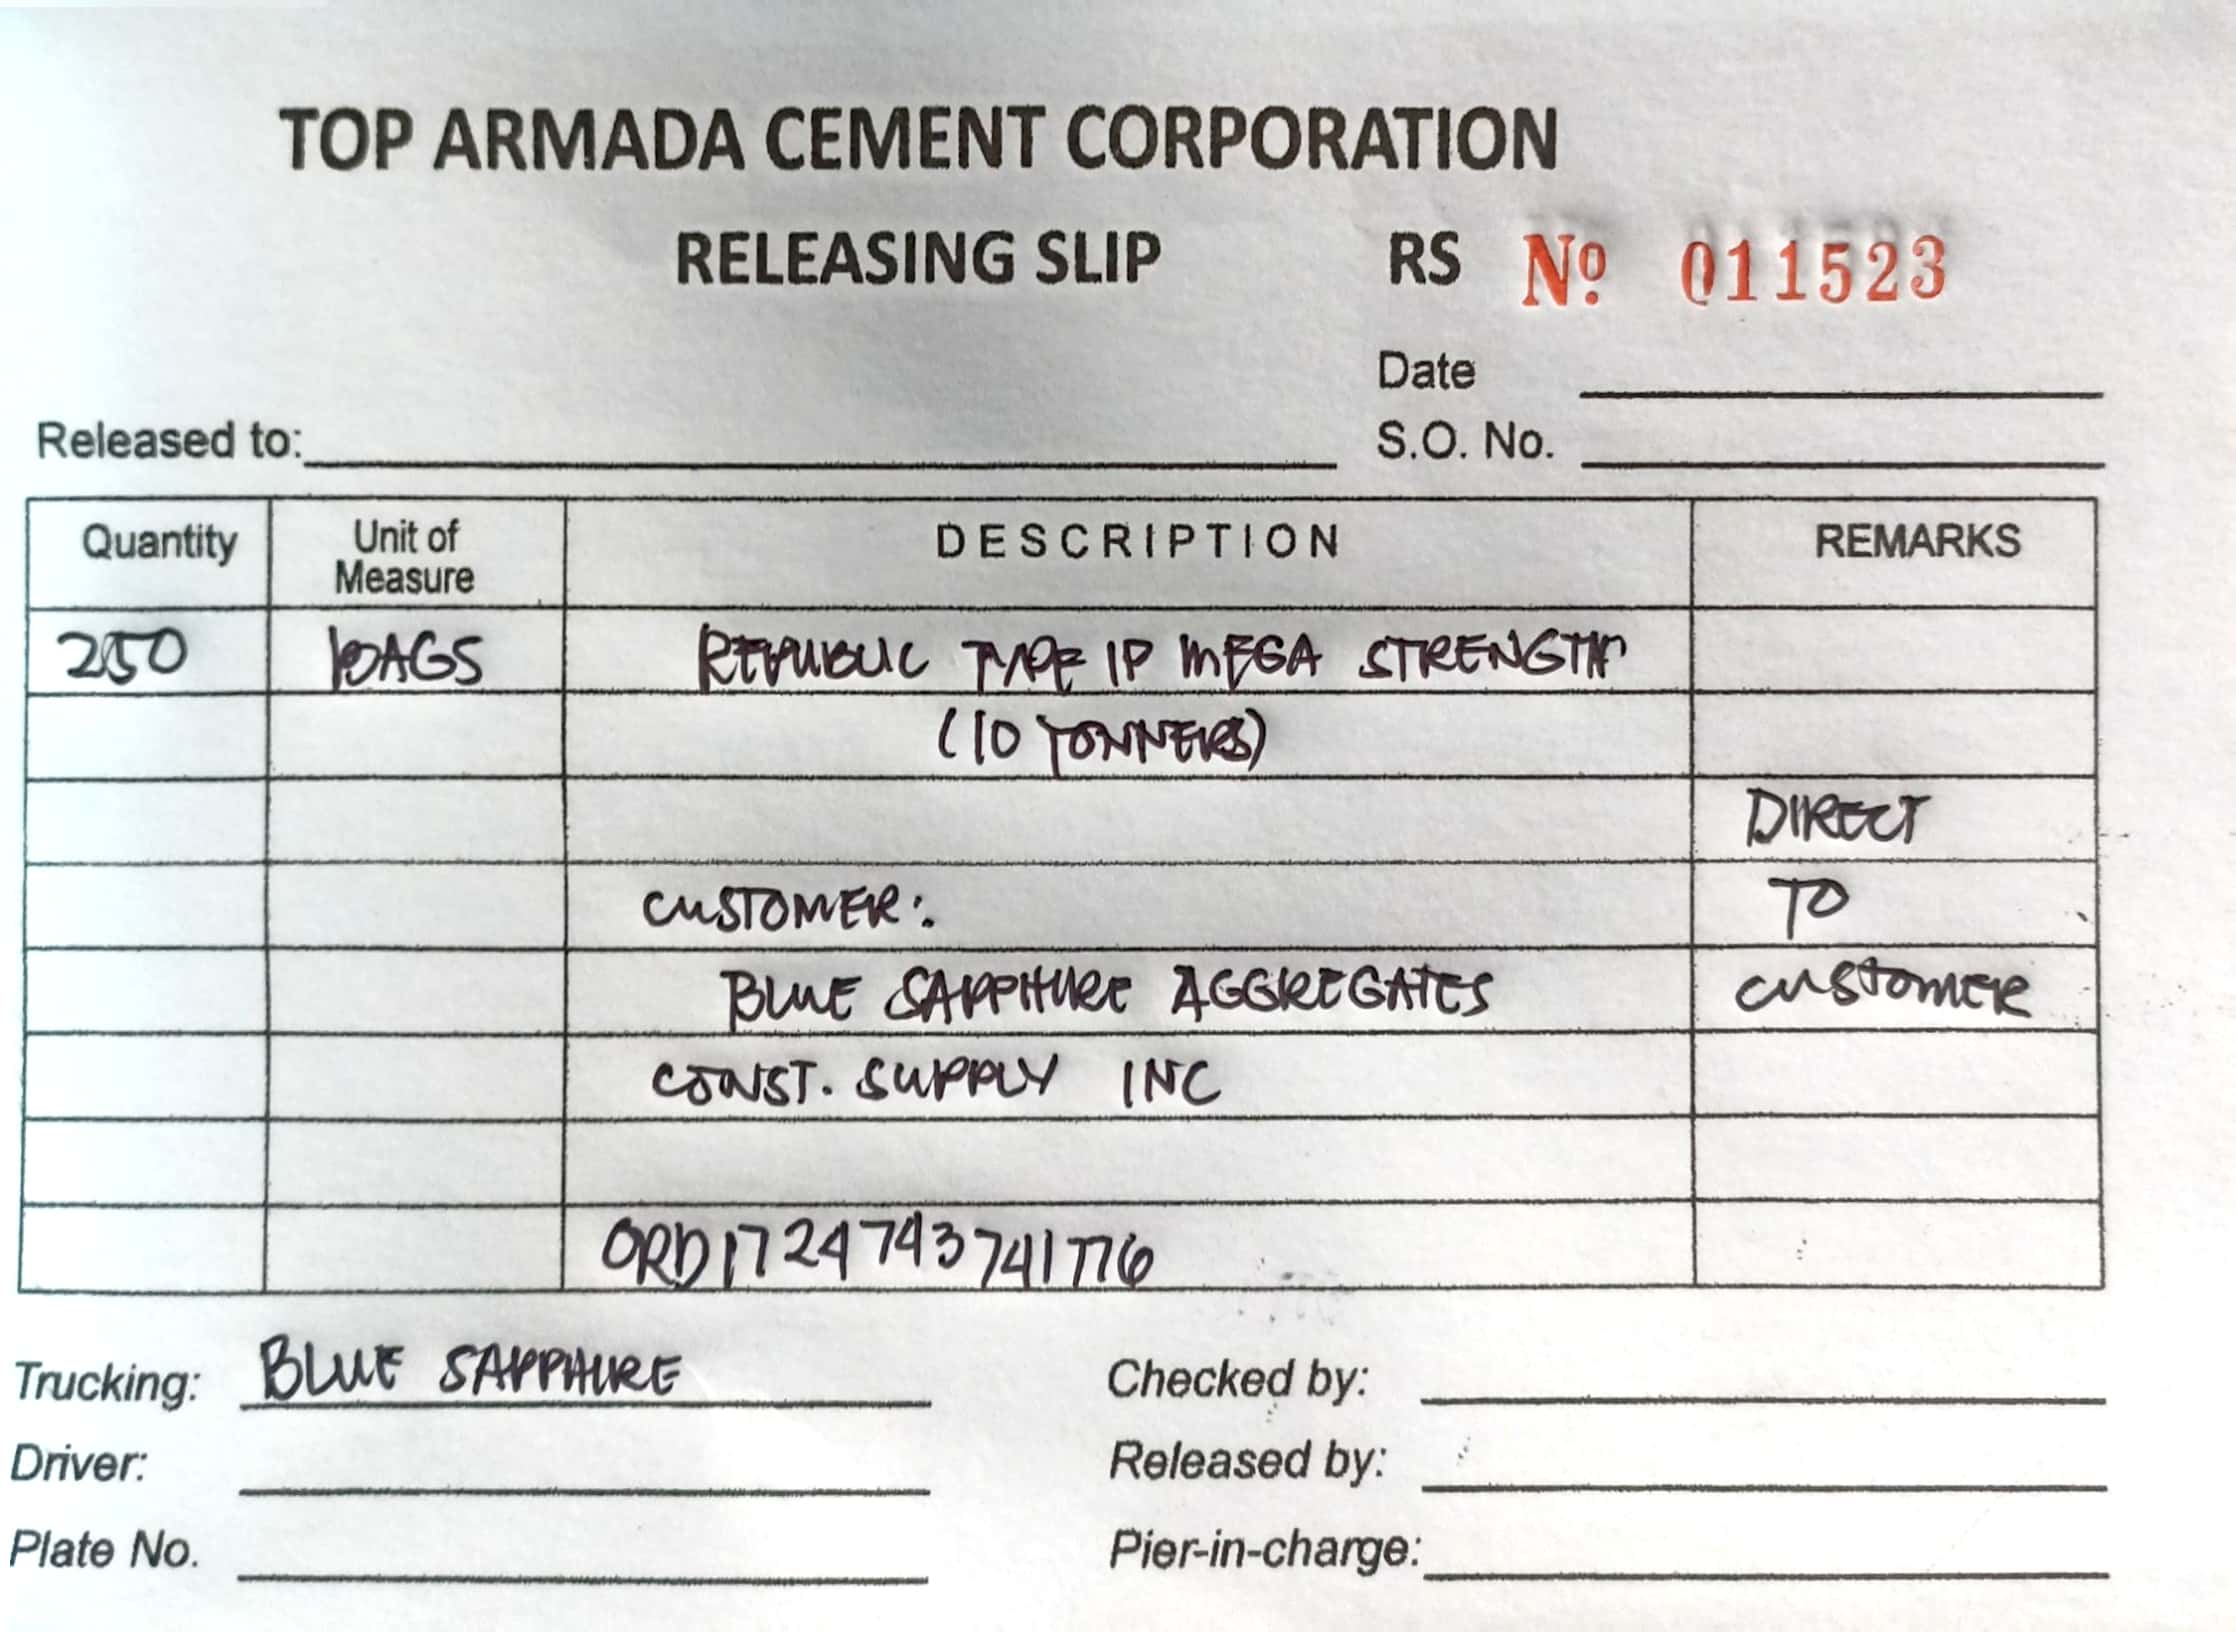 TOP ARMADA CEMENT CORPORATION
RELEASING SLIP RS Nº 011523
Date
Released to: S.O. No.
Quantity Unit of Measure DESCRIPTION REMARKS
250 BAGS REPUBLIC TYPE IP MEGA STRENGTH
(10 TONNERS)
DIRECT
CUSTOMER: TO
BLUE SAPPHIRE AGGREGATES CUSTOMER
CONST. SUPPLY INC
ORD1724743741776
Trucking: BLUE SAPPHIRE Checked by:
Driver: Released by:
Plate No. Pier-in-charge: